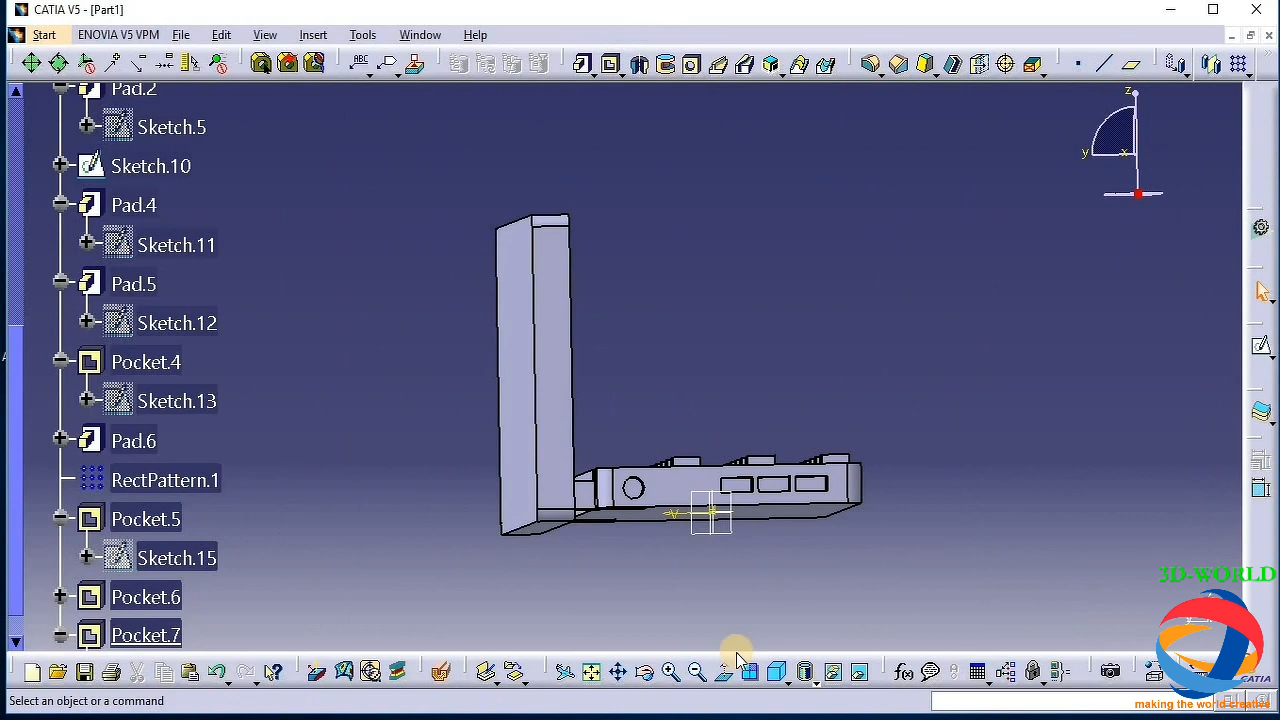 CATIA V5 - [Part1]
Start ENOVIA V5 VPM File Edit View Insert Tools Window Help
ABC
Pad.2
Sketch.5
Sketch.10
Pad.4
Sketch.11
Pad.5
Sketch.12
Pocket.4
Sketch.13
Pad.6
RectPattern.1
Pocket.5
Sketch.15
Pocket.6
Pocket.7
z
y x
V
3D-WORLD
CATIA
making the world creative
f(x)
Select an object or a command